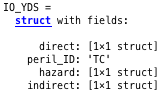 IO_YDS =
struct with fields:
direct: [1×1 struct]
peril_ID: 'TC'
hazard: [1×1 struct]
indirect: [1×1 struct]